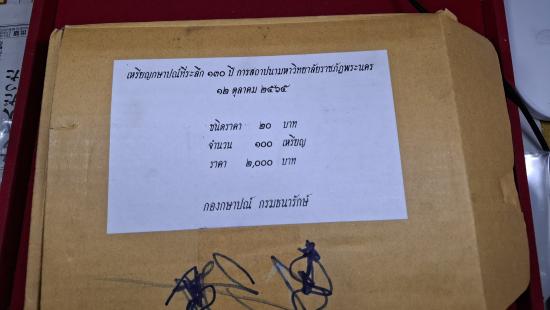 เหรียญกษาปณ์ที่ระลึก ๑๓๐ ปี การสถาปนามหาวิทยาลัยราชภัฏพระนคร
๑๒ ตุลาคม ๒๕๖๕
ชนิดราคา ๒๐ บาท
จำนวน ๑๐๐ เหรียญ
ราคา ๒,๐๐๐ บาท
กองกษาปณ์ กรมธนารักษ์